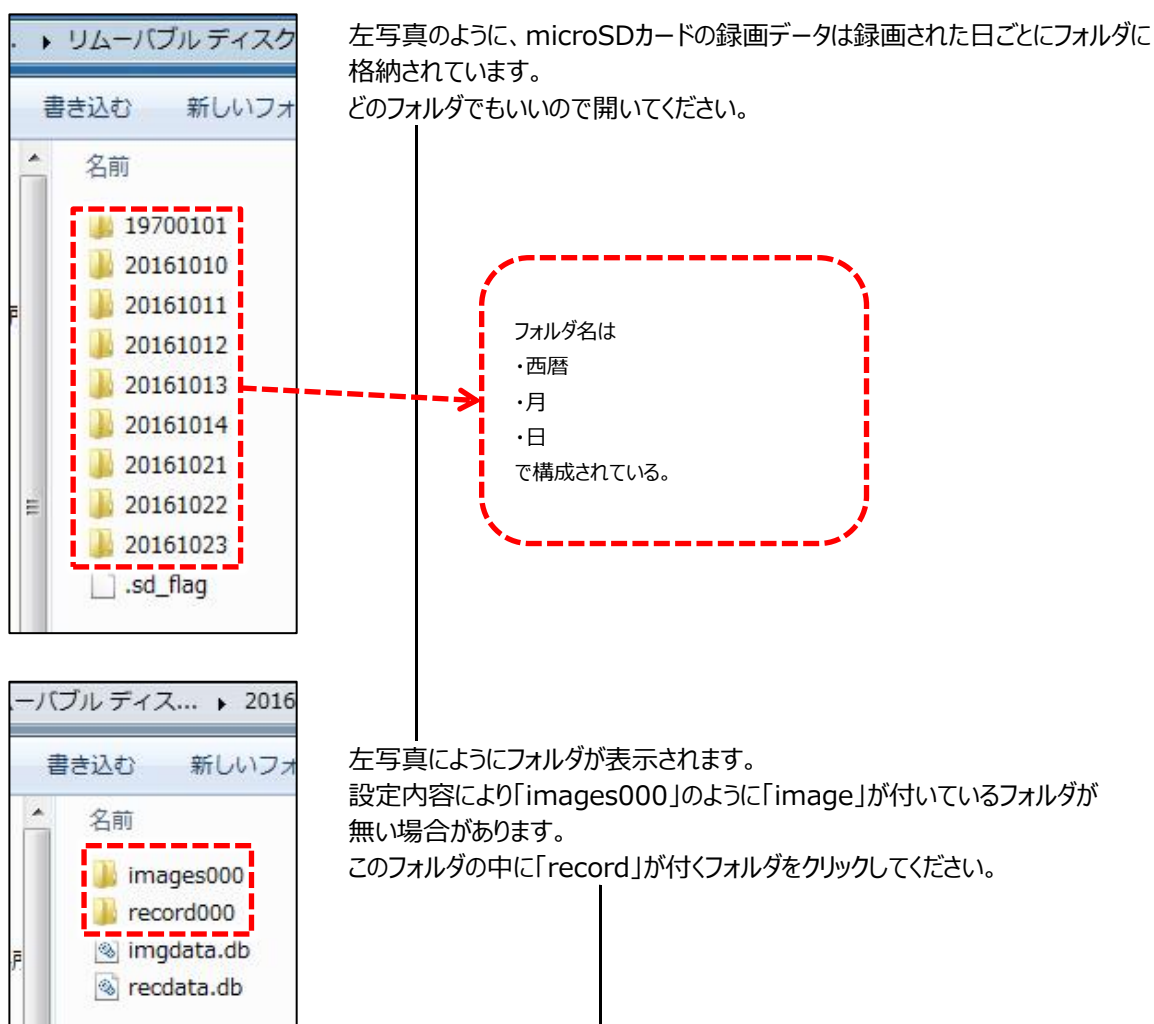 ▸ リムーバブル ディスク
書き込む 新しいフォ
名前
19700101
20161010
20161011
20161012
20161013
20161014
20161021
20161022
20161023
.sd_flag
左写真のように、microSDカードの録画データは録画された日ごとにフォルダに
格納されています。
どのフォルダでもいいので開いてください。
フォルダ名は
・西暦
・月
・日
で構成されている。
ーバブル ディス... ▸ 2016
書き込む 新しいフォ
名前
images000
record000
imgdata.db
recdata.db
左写真にようにフォルダが表示されます。
設定内容により「images000」のように「image」が付いているフォルダが
無い場合があります。
このフォルダの中に「record」が付くフォルダをクリックしてください。